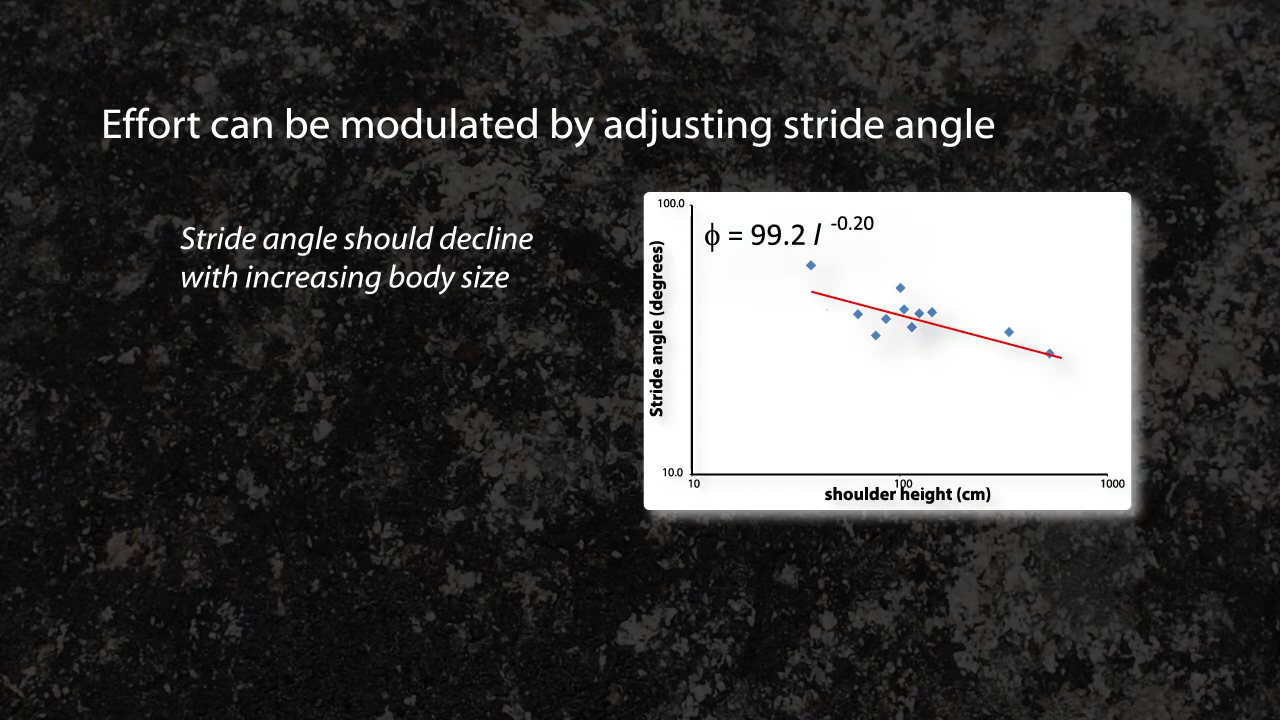 Effort can be modulated by adjusting stride angle
Stride angle should decline
with increasing body size
100.0
ϕ = 99.2 l -0.20
Stride angle (degrees)
10.0
10
100
1000
shoulder height (cm)